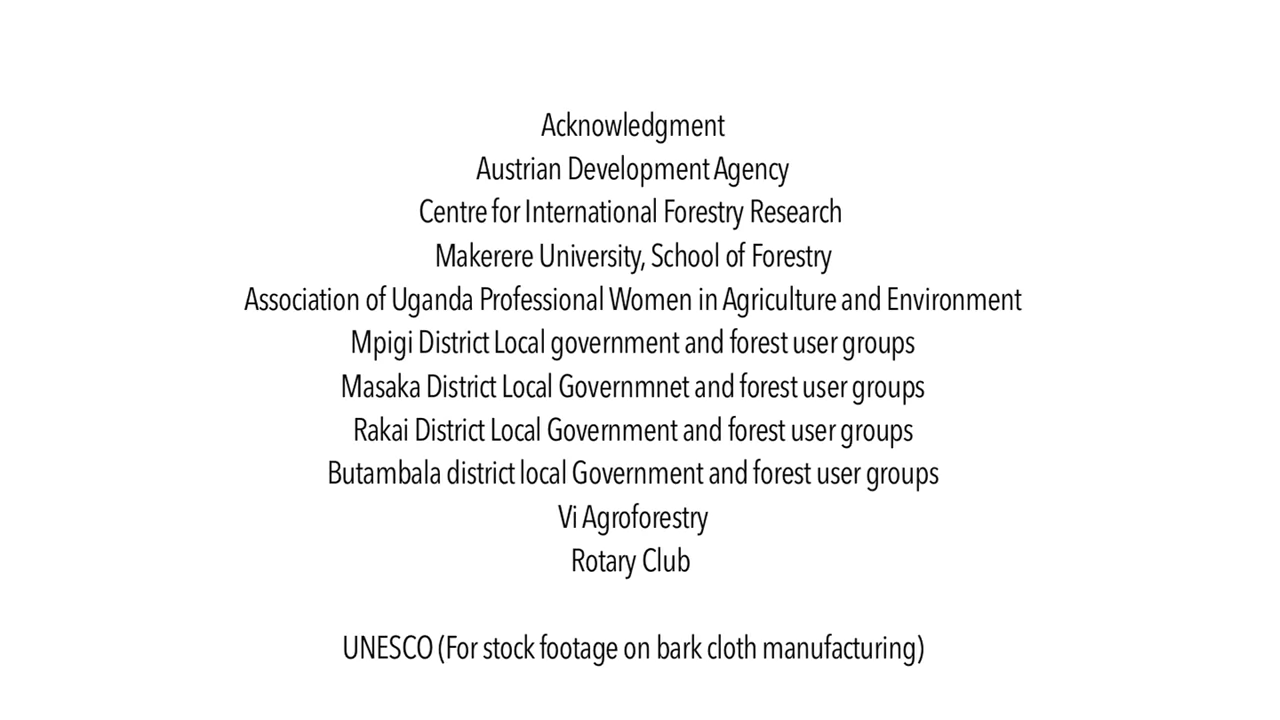 Acknowledgment
Austrian Development Agency
Centre for International Forestry Research
Makerere University, School of Forestry
Association of Uganda Professional Women in Agriculture and Environment
Mpigi District Local government and forest user groups
Masaka District Local Governmnet and forest user groups
Rakai District Local Government and forest user groups
Butambala district local Government and forest user groups
Vi Agroforestry
Rotary Club
UNESCO (For stock footage on bark cloth manufacturing)